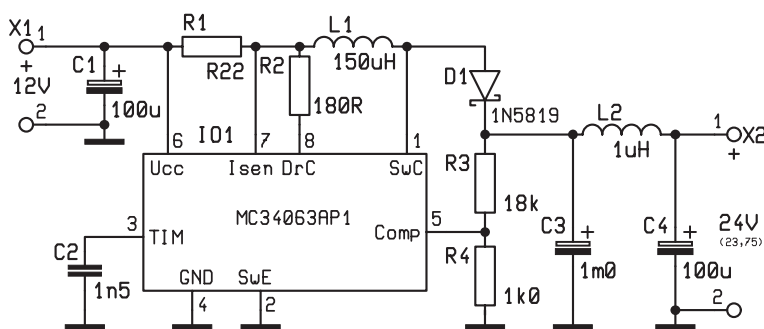 X1 1
+
12V
2
C1 +
100u
R1
R22
R2
180R
L1
150uH
D1
1N5819
L2
1uH
1 X2
+
6 IO1 7 8 1
Ucc Isen DrC SwC
MC34063AP1
3 TIM
Comp 5
GND SwE
4 2
C2
1n5
R3
18k
R4
1k0
C3 +
1m0
C4 +
100u
24V
(23,75)
2